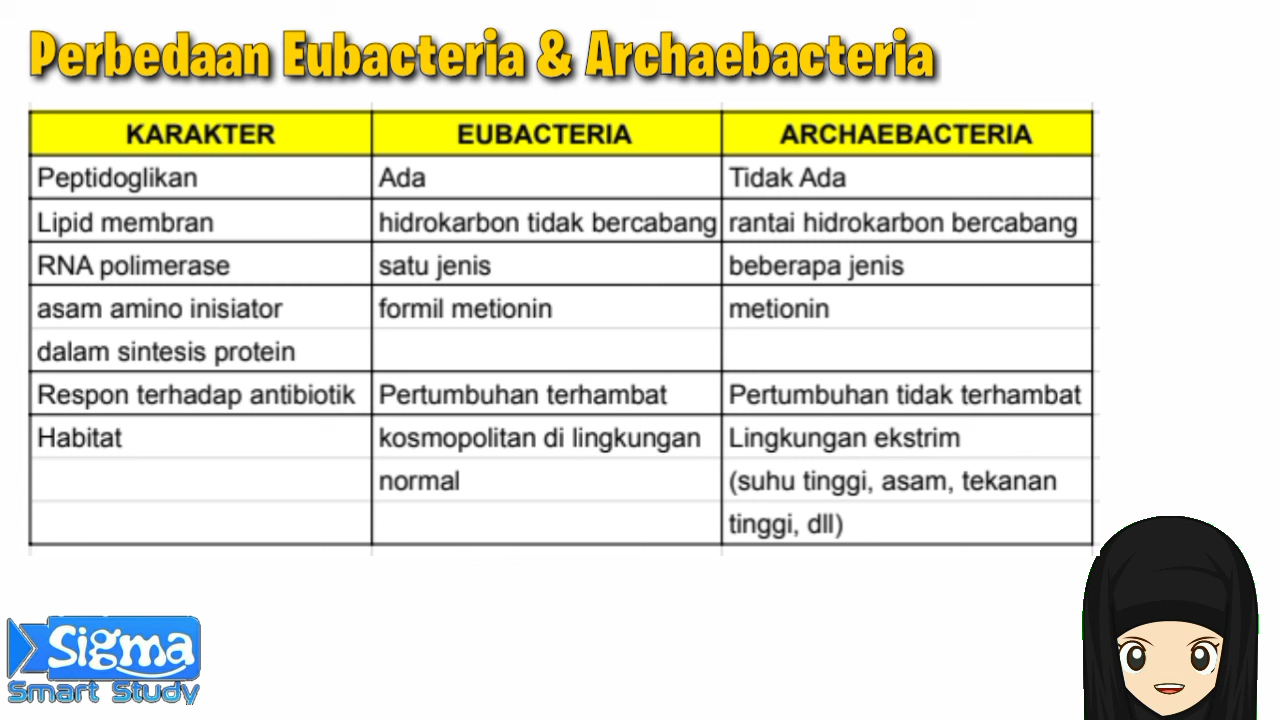 Perbedaan Eubacteria & Archaebacteria
KARAKTER EUBACTERIA ARCHAEBACTERIA
Peptidoglikan Ada Tidak Ada
Lipid membran hidrokarbon tidak bercabang rantai hidrokarbon bercabang
RNA polimerase satu jenis beberapa jenis
asam amino inisiator formil metionin metionin
dalam sintesis protein
Respon terhadap antibiotik Pertumbuhan terhambat Pertumbuhan tidak terhambat
Habitat kosmopolitan di lingkungan Lingkungan ekstrim
normal (suhu tinggi, asam, tekanan
tinggi, dll)
Sigma
Smart Study